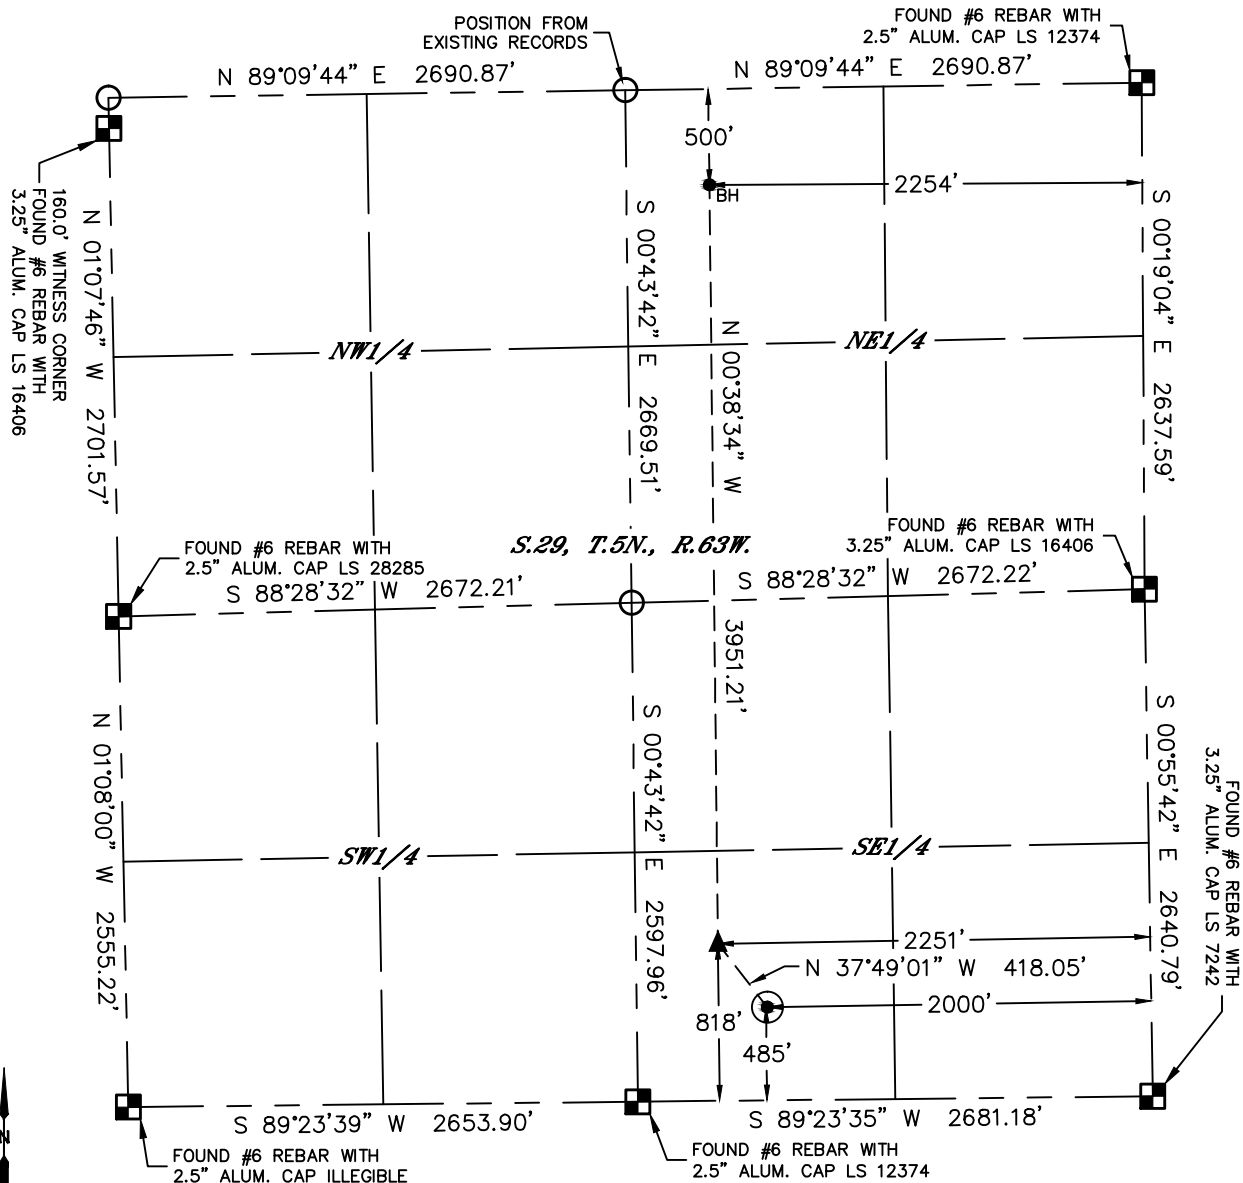 POSITION FROM
EXISTING RECORDS
FOUND #6 REBAR WITH
2.5" ALUM. CAP LS 12374
N 89°09'44" E 2690.87'
N 89°09'44" E 2690.87'
500'
2254'
BH
160.0' WITNESS CORNER
FOUND #6 REBAR WITH
3.25" ALUM. CAP LS 16406
N 01°07'46" W 2701.57'
S 00°43'42" E 2669.51'
N 00°38'34" W 3951.21'
S 00°19'04" E 2637.59'
NW1/4
NE1/4
S.29, T.5N., R.63W.
FOUND #6 REBAR WITH
2.5" ALUM. CAP LS 28285
FOUND #6 REBAR WITH
3.25" ALUM. CAP LS 16406
S 88°28'32" W 2672.21'
S 88°28'32" W 2672.22'
N 01°08'00" W 2555.22'
S 00°43'42" E 2597.96'
S 00°55'42" E 2640.79'
FOUND #6 REBAR WITH
3.25" ALUM. CAP LS 7242
SW1/4
SE1/4
2251'
N 37°49'01" W 418.05'
2000'
818'
485'
S 89°23'39" W 2653.90'
S 89°23'35" W 2681.18'
FOUND #6 REBAR WITH
2.5" ALUM. CAP ILLEGIBLE
FOUND #6 REBAR WITH
2.5" ALUM. CAP LS 12374
N